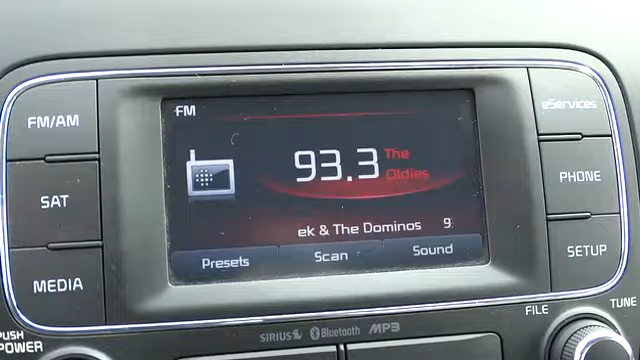 FM/AM
SAT
MEDIA
PUSH
POWER
FM
93.3 The
Oldies
ek & The Dominos 9
Presets Scan Sound
eServices
PHONE
SETUP
SIRIUS Bluetooth MP3
FILE
TUNE